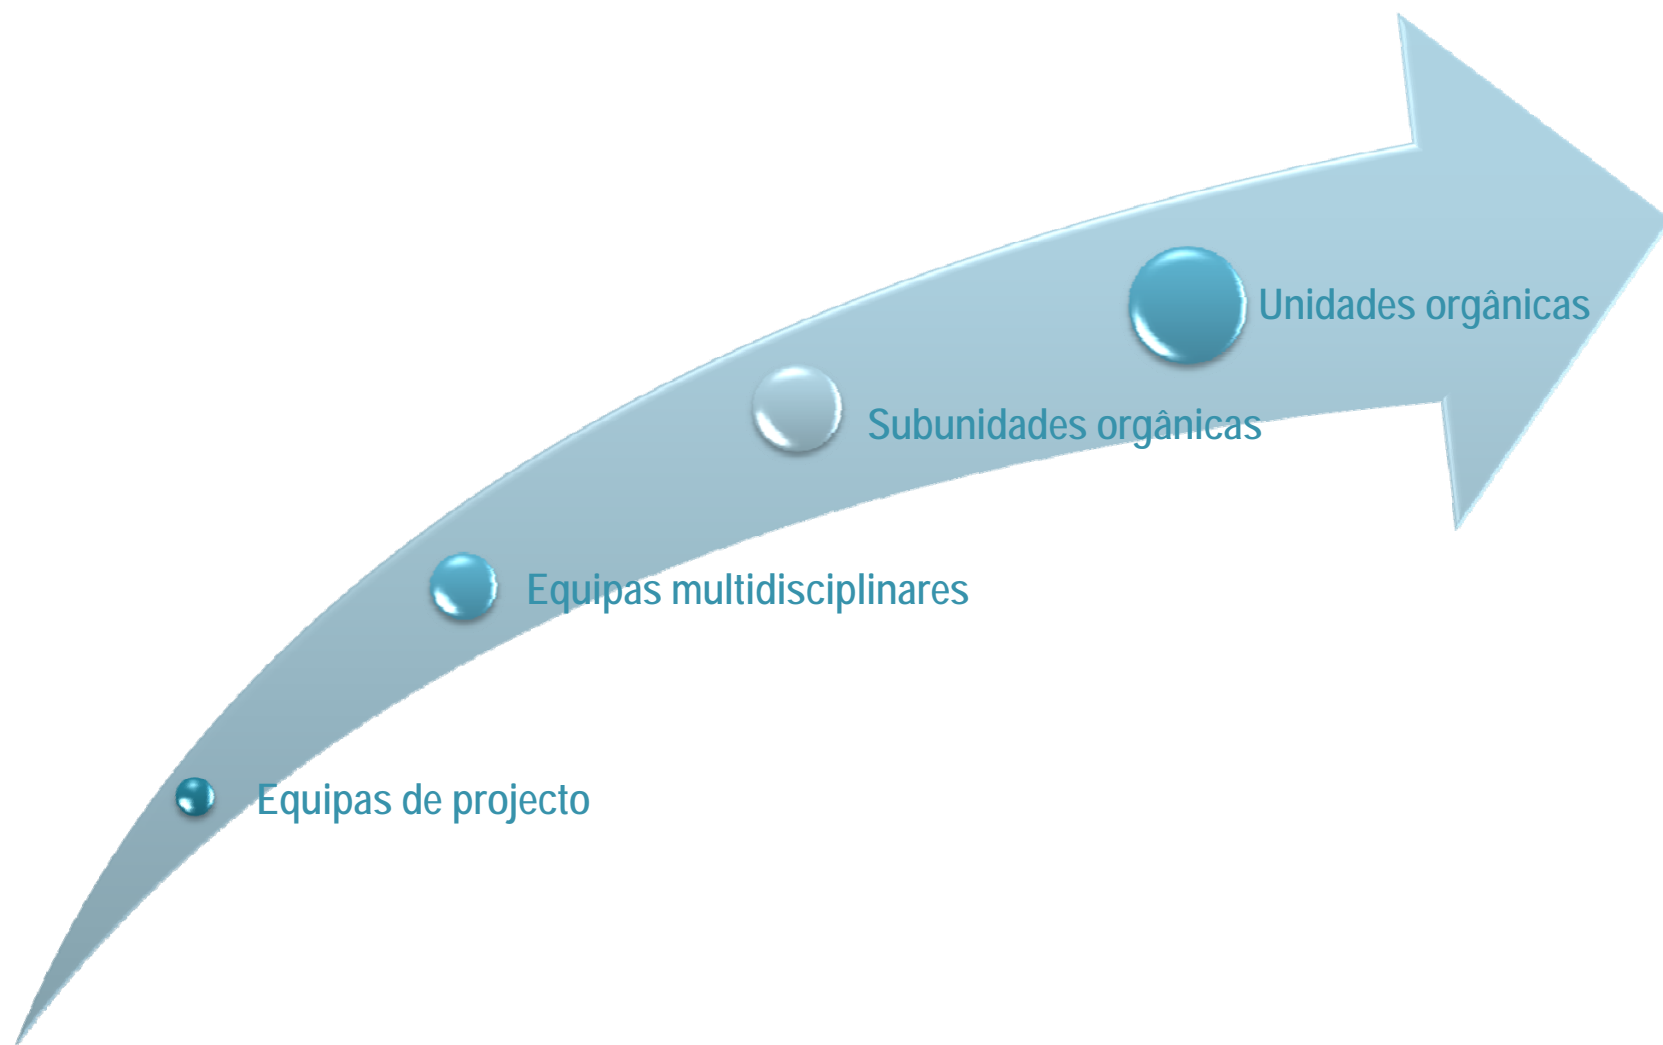 Unidades orgânicas
Subunidades orgânicas
Equipas multidisciplinares
Equipas de projecto